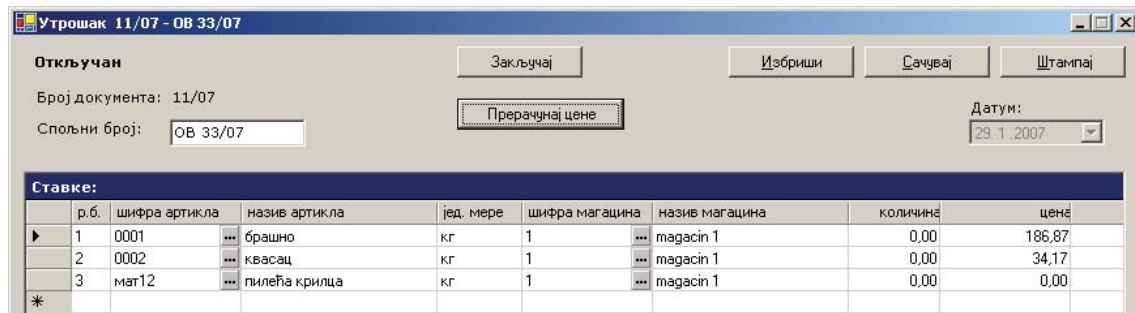 Утрошак 11/07 - ОВ 33/07
Откључан Закључај Избриши Сачувај Штампај
Број документа: 11/07
Прерачунај цене Датум:
Спољни број: ОВ 33/07 29. 1 .2007
Ставке:
р.б. шифра артикла назив артикла јед. мере шифра магацина назив магацина количина цена
1 0001 ... брашно кг 1 ... magacin 1 0,00 186,87
2 0002 ... квасац кг 1 ... magacin 1 0,00 34,17
3 мат12 ... пилећа крилца кг 1 ... magacin 1 0,00 0,00